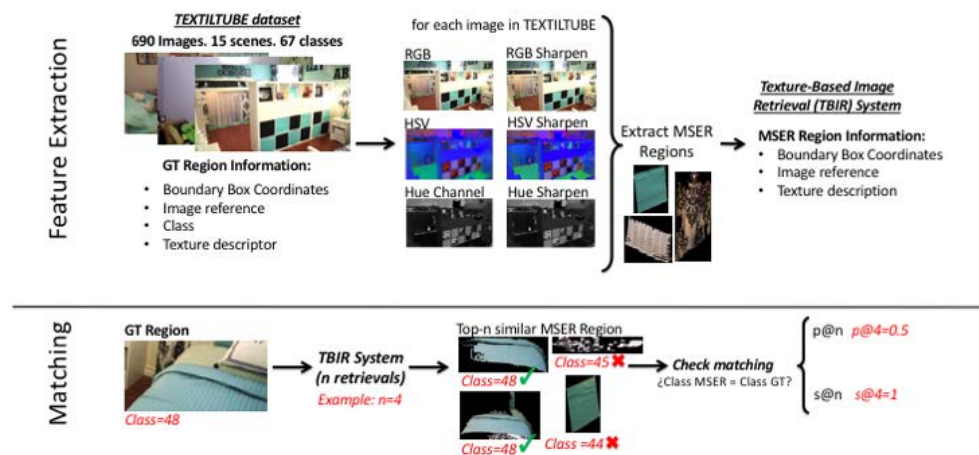 Feature Extraction
TEXTILTUBE dataset
690 Images. 15 scenes. 67 classes
GT Region Information:
• Boundary Box Coordinates
• Image reference
• Class
• Texture descriptor
for each image in TEXTILTUBE
RGB
RGB Sharpen
HSV
HSV Sharpen
Hue Channel
Hue Sharpen
Extract MSER
Regions
Texture-Based Image
Retrieval (TBIR) System
MSER Region Information:
• Boundary Box Coordinates
• Image reference
• Texture description
Matching
GT Region
Class=48
TBIR System
(n retrievals)
Example: n=4
Top-n similar MSER Region
Class=48
Class=45
Class=48
Class =44
Check matching
¿Class MSER = Class GT?
p@n p@4=0.5
s@n s@4=1